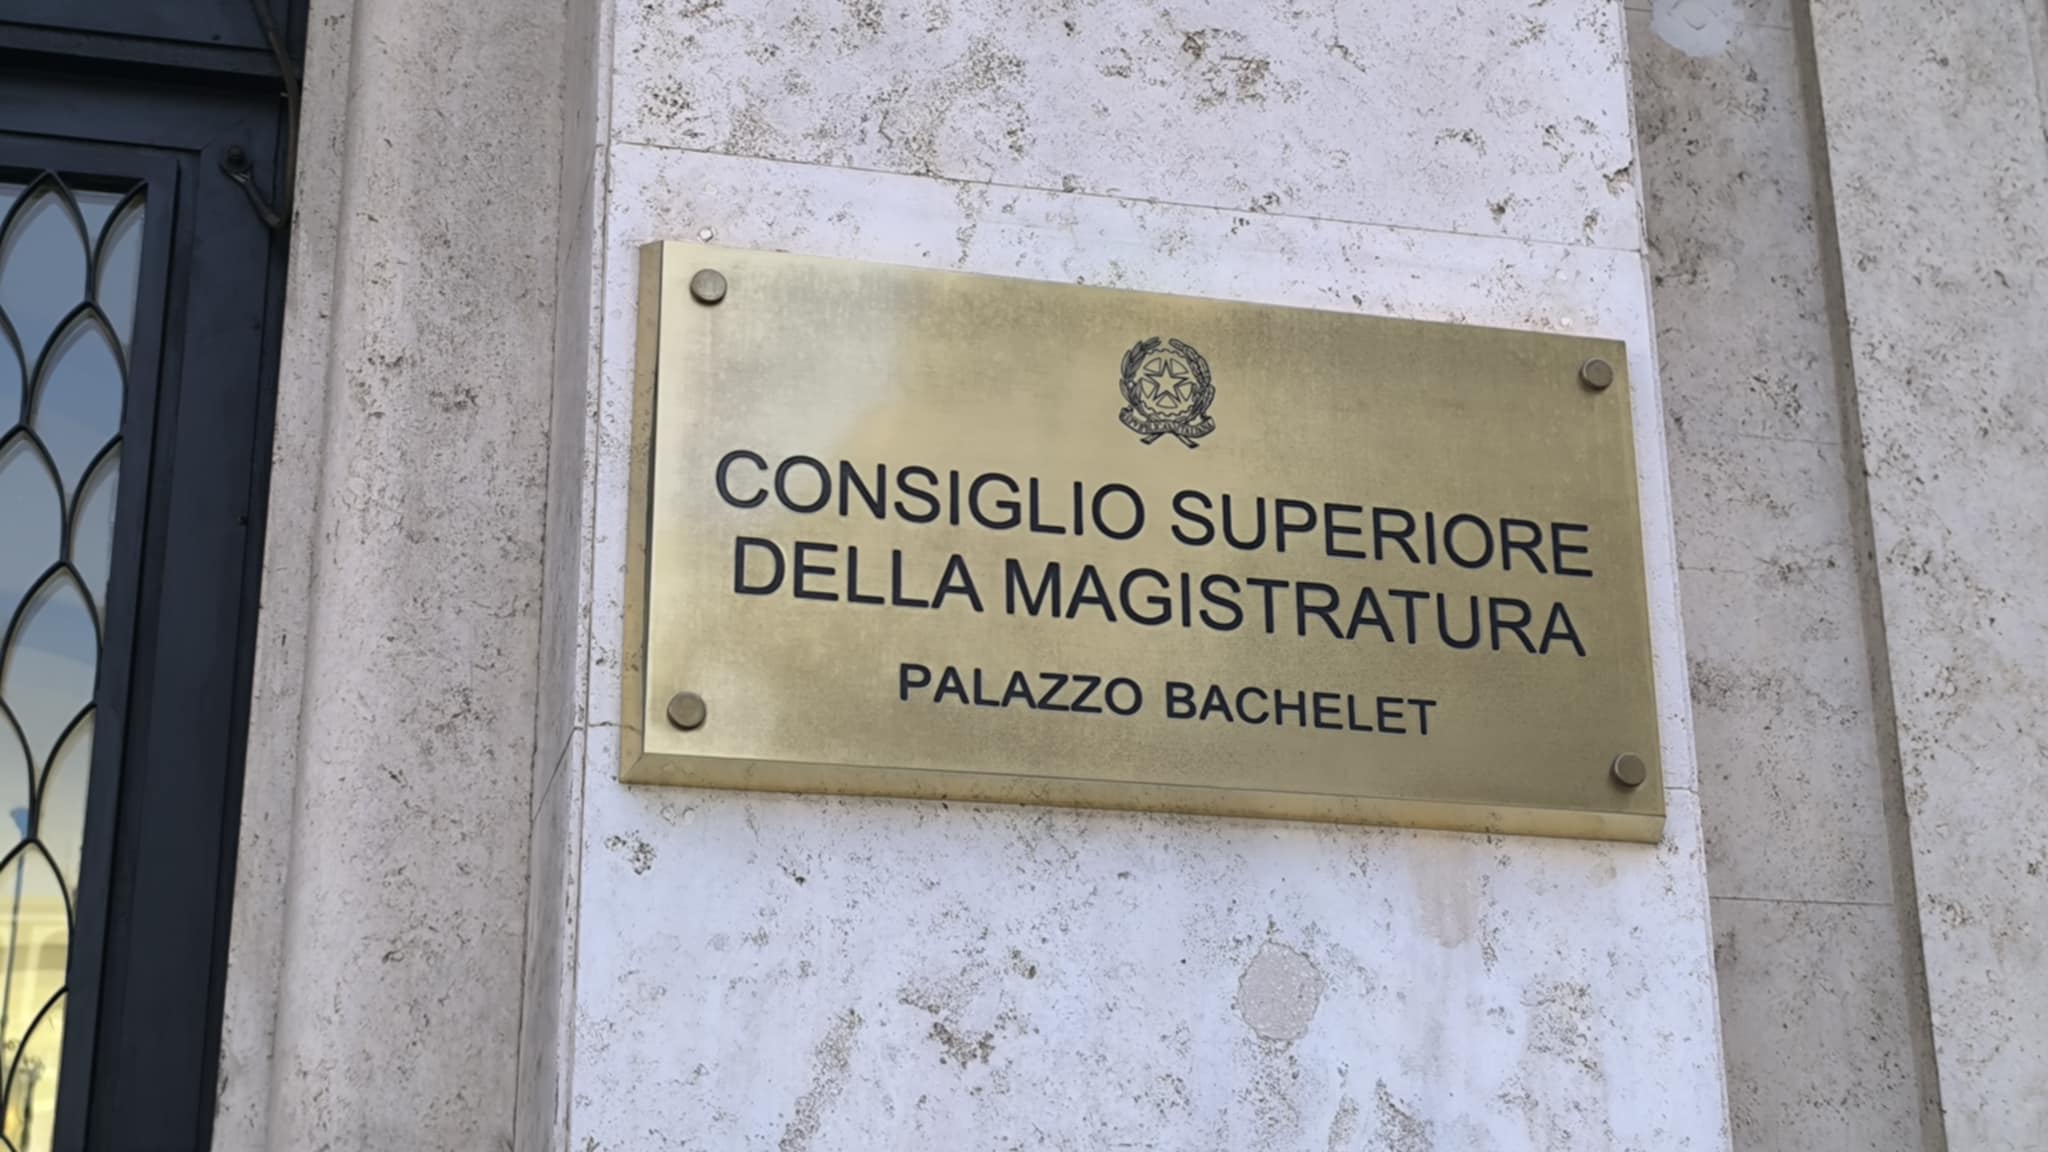 CONSIGLIO SUPERIORE
DELLA MAGISTRATURA
PALAZZO BACHELET